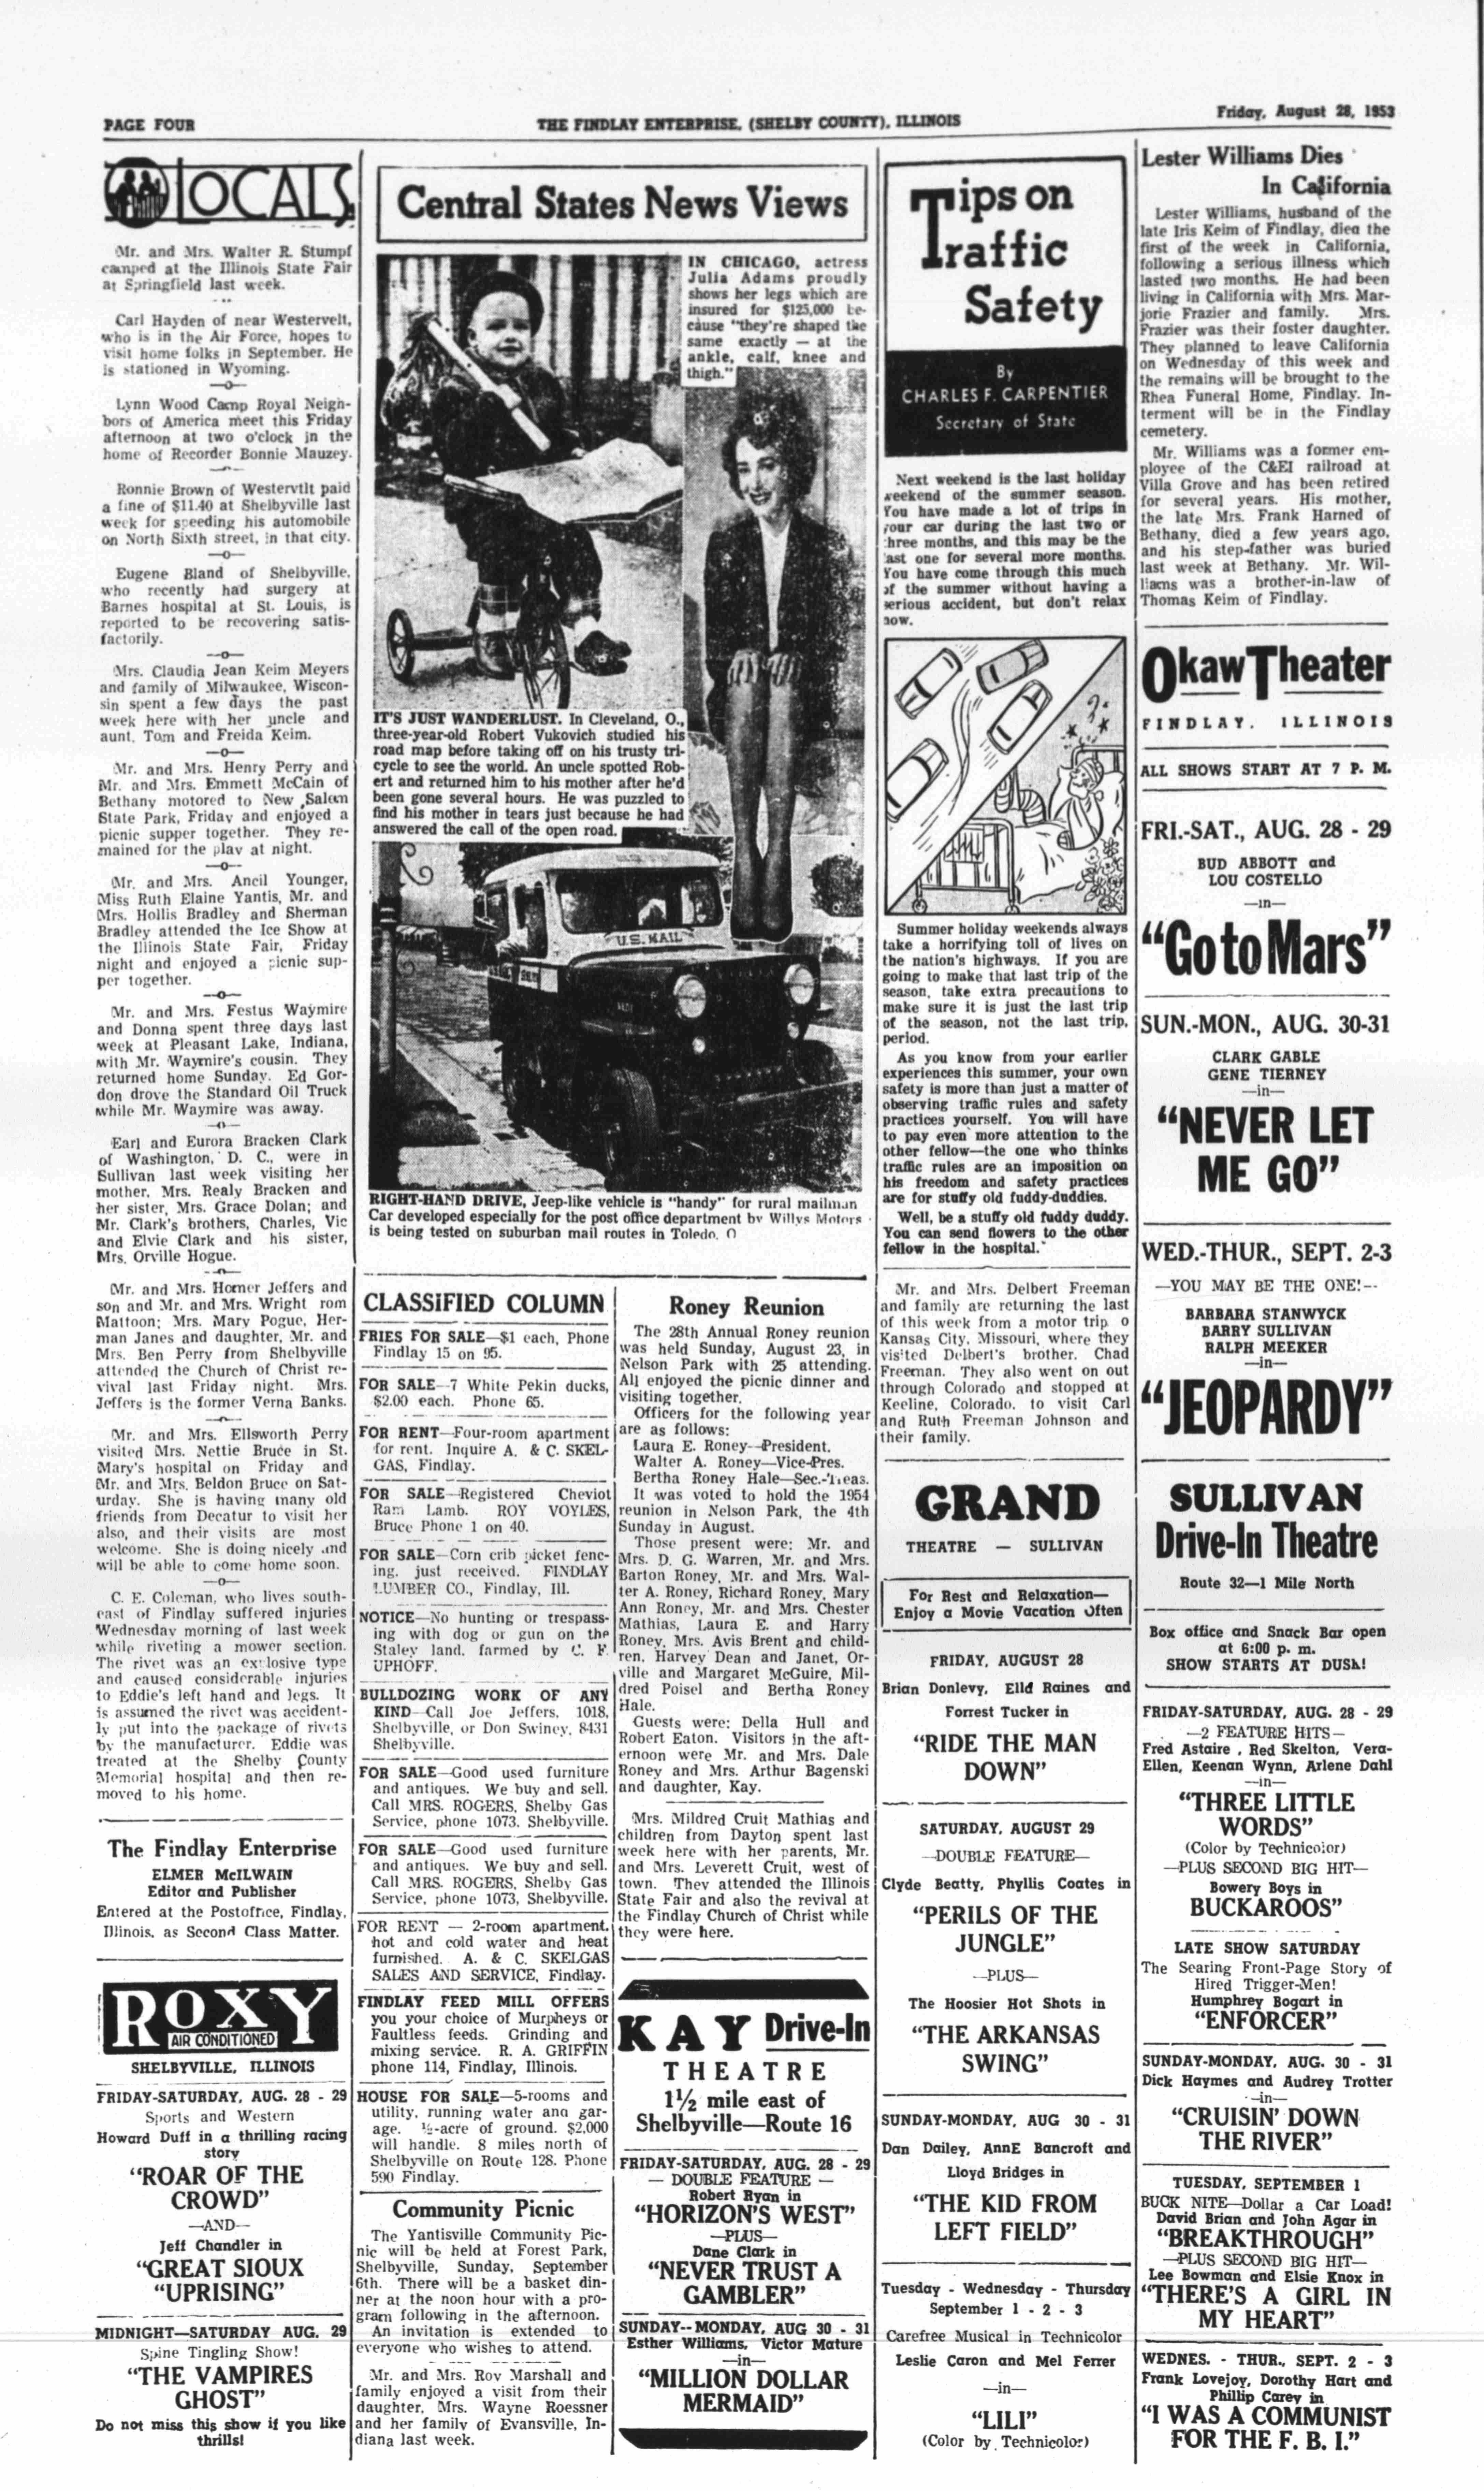 PAGE FOUR
THE FINDLAY ENTERPRISE, (SHELBY COUNTY), ILLINOIS
Friday, August 28, 1953
LOCALS
Mr. and Mrs. Walter R. Stumpf
camped at the Illinois State Fair
at Springfield last week.
Carl Hayden of near Westervelt,
who is in the Air Force, hopes to
visit home folks in September. He
is stationed in Wyoming.
—o—
Lynn Wood Camp Royal Neigh-
bors of America meet this Friday
afternoon at two o'clock in the
home of Recorder Bonnie Mauzey.
Ronnie Brown of Westervtlt paid
a fine of $11.40 at Shelbyville last
week for speeding his automobile
on North Sixth street, in that city.
—o—
Eugene Bland of Shelbyville,
who recently had surgery at
Barnes hospital at St. Louis, is
reported to be recovering satis-
factorily.
—o—
Mrs. Claudia Jean Keim Meyers
and family of Milwaukee, Wiscon-
sin spent a few days the past
week here with her uncle and
aunt, Tom and Freida Keim.
—o—
Mr. and Mrs. Henry Perry and
Mr. and Mrs. Emmett McCain of
Bethany motored to New Salem
State Park, Friday and enjoyed a
picnic supper together. They re-
mained for the play at night.
—o—
Mr. and Mrs. Ancil Younger,
Miss Ruth Elaine Yantis, Mr. and
Mrs. Hollis Bradley and Sherman
Bradley attended the Ice Show at
the Illinois State Fair, Friday
night and enjoyed a picnic sup-
per together.
—o—
Mr. and Mrs. Festus Waymire
and Donna spent three days last
week at Pleasant Lake, Indiana,
with Mr. Waymire's cousin. They
returned home Sunday. Ed Gor-
don drove the Standard Oil Truck
while Mr. Waymire was away.
—o—
Earl and Eurora Bracken Clark
of Washington, D. C., were in
Sullivan last week visiting her
mother, Mrs. Realy Bracken and
her sister, Mrs. Grace Dolan; and
Mr. Clark's brothers, Charles, Vic
and Elvie Clark and his sister,
Mrs. Orville Hogue.
Mr. and Mrs. Homer Jeffers and
son and Mr. and Mrs. Wright rom
Mattoon; Mrs. Mary Pogue, Her-
man Janes and daughter, Mr. and
Mrs. Ben Perry from Shelbyville
attended the Church of Christ re-
vival last Friday night. Mrs.
Jeffers is the former Verna Banks.
Mr. and Mrs. Ellsworth Perry
visited Mrs. Nettie Bruce in St.
Mary's hospital on Friday and
Mr. and Mrs. Beldon Bruce on Sat-
urday. She is having many old
friends from Decatur to visit her
also, and their visits are most
welcome. She is doing nicely and
will be able to come home soon.
—o—
C. E. Coleman, who lives south-
east of Findlay suffered injuries
Wednesday morning of last week
while riveting a mower section.
The rivet was an explosive type
and caused considerable injuries
to Eddie's left hand and legs. It
is assumed the rivet was accident-
ly put into the package of rivets
by the manufacturer. Eddie was
treated at the Shelby County
Memorial hospital and then re-
moved to his home.
The Findlay Enterprise
ELMER McILWAIN
Editor and Publisher
Entered at the Postoffice, Findlay,
Illinois, as Second Class Matter.
ROXY
AIR CONDITIONED
SHELBYVILLE, ILLINOIS
FRIDAY-SATURDAY, AUG. 28 - 29
Sports and Western
Howard Duff in a thrilling racing
story
"ROAR OF THE
CROWD"
—AND—
Jeff Chandler in
"GREAT SIOUX
"UPRISING"
MIDNIGHT—SATURDAY AUG. 29
Spine Tingling Show!
"THE VAMPIRES
GHOST"
Do not miss this show if you like
thrills!
Central States News Views
IN CHICAGO, actress
Julia Adams proudly
shows her legs which are
insured for $125,000 be-
cause "they're shaped the
same exactly — at the
ankle, calf, knee and
thigh."
IT'S JUST WANDERLUST. In Cleveland, O.,
three-year-old Robert Vukovich studied his
road map before taking off on his trusty tri-
cycle to see the world. An uncle spotted Rob-
ert and returned him to his mother after he'd
been gone several hours. He was puzzled to
find his mother in tears just because he had
answered the call of the open road.
U.S. MAIL
RIGHT-HAND DRIVE, Jeep-like vehicle is "handy" for rural mailman
Car developed especially for the post office department by Willys Motors
is being tested on suburban mail routes in Toledo, O
CLASSIFIED COLUMN
FRIES FOR SALE—$1 each, Phone
Findlay 15 on 95.
FOR SALE—7 White Pekin ducks,
$2.00 each. Phone 65.
FOR RENT—Four-room apartment
for rent. Inquire A. & C. SKEL-
GAS, Findlay.
FOR SALE—Registered Cheviot
Ram Lamb. ROY VOYLES,
Bruce Phone 1 on 40.
FOR SALE—Corn crib picket fenc-
ing, just received. FINDLAY
LUMBER CO., Findlay, Ill.
NOTICE—No hunting or trespass-
ing with dog or gun on the
Staley land, farmed by C. F.
UPHOFF.
BULLDOZING WORK OF ANY
KIND—Call Joe Jeffers, 1018,
Shelbyville, or Don Swiney, 8431
Shelbyville.
FOR SALE—Good used furniture
and antiques. We buy and sell.
Call MRS. ROGERS, Shelby Gas
Service, phone 1073, Shelbyville.
FOR SALE—Good used furniture
and antiques. We buy and sell.
Call MRS. ROGERS, Shelby Gas
Service, phone 1073, Shelbyville.
FOR RENT — 2-room apartment,
hot and cold water and heat
furnished. A. & C. SKELGAS
SALES AND SERVICE, Findlay.
FINDLAY FEED MILL OFFERS
you your choice of Murpheys or
Faultless feeds. Grinding and
mixing service. R. A. GRIFFIN
phone 114, Findlay, Illinois.
HOUSE FOR SALE—5-rooms and
utility, running water and gar-
age. ½-acre of ground. $2,000
will handle. 8 miles north of
Shelbyville on Route 128. Phone
590 Findlay.
Community Picnic
The Yantisville Community Pic-
nic will be held at Forest Park,
Shelbyville, Sunday, September
6th. There will be a basket din-
ner at the noon hour with a pro-
gram following in the afternoon.
An invitation is extended to
everyone who wishes to attend.
Mr. and Mrs. Roy Marshall and
family enjoyed a visit from their
daughter, Mrs. Wayne Roessner
and her family of Evansville, In-
diana last week.
Roney Reunion
The 28th Annual Roney reunion
was held Sunday, August 23, in
Nelson Park with 25 attending.
All enjoyed the picnic dinner and
visiting together.
Officers for the following year
are as follows:
Laura E. Roney—President.
Walter A. Roney—Vice-Pres.
Bertha Roney Hale—Sec.-Treas.
It was voted to hold the 1954
reunion in Nelson Park, the 4th
Sunday in August.
Those present were: Mr. and
Mrs. D. G. Warren, Mr. and Mrs.
Barton Roney, Mr. and Mrs. Wal-
ter A. Roney, Richard Roney, Mary
Ann Roney, Mr. and Mrs. Chester
Mathias, Laura E. and Harry
Roney, Mrs. Avis Brent and child-
ren, Harvey Dean and Janet, Or-
ville and Margaret McGuire, Mil-
dred Poisel and Bertha Roney
Hale.
Guests were: Della Hull and
Robert Eaton. Visitors in the aft-
ernoon were Mr. and Mrs. Dale
Roney and Mrs. Arthur Bagenski
and daughter, Kay.
Mrs. Mildred Cruit Mathias and
children from Dayton spent last
week here with her parents, Mr.
and Mrs. Leverett Cruit, west of
town. They attended the Illinois
State Fair and also the revival at
the Findlay Church of Christ while
they were here.
KAY Drive-In
THEATRE
1½ mile east of
Shelbyville—Route 16
FRIDAY-SATURDAY, AUG. 28 - 29
— DOUBLE FEATURE —
Robert Ryan in
"HORIZON'S WEST"
—PLUS—
Dane Clark in
"NEVER TRUST A
GAMBLER"
SUNDAY--MONDAY, AUG 30 - 31
Esther Williams, Victor Mature
—in—
"MILLION DOLLAR
MERMAID"
Tips on
Traffic
Safety
By
CHARLES F. CARPENTIER
Secretary of State
Next weekend is the last holiday
weekend of the summer season.
You have made a lot of trips in
your car during the last two or
three months, and this may be the
last one for several more months.
You have come through this much
of the summer without having a
serious accident, but don't relax
now.
Summer holiday weekends always
take a horrifying toll of lives on
the nation's highways. If you are
going to make that last trip of the
season, take extra precautions to
make sure it is just the last trip
of the season, not the last trip,
period.
As you know from your earlier
experiences this summer, your own
safety is more than just a matter of
observing traffic rules and safety
practices yourself. You will have
to pay even more attention to the
other fellow—the one who thinks
traffic rules are an imposition on
his freedom and safety practices
are for stuffy old fuddy-duddies.
Well, be a stuffy old fuddy duddy.
You can send flowers to the other
fellow in the hospital.
Mr. and Mrs. Delbert Freeman
and family are returning the last
of this week from a motor trip o
Kansas City, Missouri, where they
visited Delbert's brother, Chad
Freeman. They also went on out
through Colorado and stopped at
Keeline, Colorado, to visit Carl
and Ruth Freeman Johnson and
their family.
GRAND
THEATRE — SULLIVAN
For Rest and Relaxation—
Enjoy a Movie Vacation Often
FRIDAY, AUGUST 28
Brian Donlevy, Ella Raines and
Forrest Tucker in
"RIDE THE MAN
DOWN"
SATURDAY, AUGUST 29
—DOUBLE FEATURE—
Clyde Beatty, Phyllis Coates in
"PERILS OF THE
JUNGLE"
—PLUS—
The Hoosier Hot Shots in
"THE ARKANSAS
SWING"
SUNDAY-MONDAY, AUG 30 - 31
Dan Dailey, AnnE Bancroft and
Lloyd Bridges in
"THE KID FROM
LEFT FIELD"
Tuesday - Wednesday - Thursday
September 1 - 2 - 3
Carefree Musical in Technicolor
Leslie Caron and Mel Ferrer
—in—
"LILI"
(Color by Technicolor)
Lester Williams Dies
In California
Lester Williams, husband of the
late Iris Keim of Findlay, died the
first of the week in California,
following a serious illness which
lasted two months. He had been
living in California with Mrs. Mar-
jorie Frazier and family. Mrs.
Frazier was their foster daughter.
They planned to leave California
on Wednesday of this week and
the remains will be brought to the
Rhea Funeral Home, Findlay. In-
terment will be in the Findlay
cemetery.
Mr. Williams was a former em-
ployee of the C&EI railroad at
Villa Grove and has been retired
for several years. His mother,
the late Mrs. Frank Harned of
Bethany, died a few years ago,
and his step-father was buried
last week at Bethany. Mr. Wil-
liams was a brother-in-law of
Thomas Keim of Findlay.
Okaw Theater
FINDLAY, ILLINOIS
ALL SHOWS START AT 7 P. M.
FRI.-SAT., AUG. 28 - 29
BUD ABBOTT and
LOU COSTELLO
—in—
"Go to Mars"
SUN.-MON., AUG. 30-31
CLARK GABLE
GENE TIERNEY
—in—
"NEVER LET
ME GO"
WED.-THUR., SEPT. 2-3
—YOU MAY BE THE ONE!--
BARBARA STANWYCK
BARRY SULLIVAN
RALPH MEEKER
—in—
"JEOPARDY"
SULLIVAN
Drive-In Theatre
Route 32—1 Mile North
Box office and Snack Bar open
at 6:00 p. m.
SHOW STARTS AT DUSK!
FRIDAY-SATURDAY, AUG. 28 - 29
—2 FEATURE HITS—
Fred Astaire , Red Skelton, Vera-
Ellen, Keenan Wynn, Arlene Dahl
—in—
"THREE LITTLE
WORDS"
(Color by Technicolor)
—PLUS SECOND BIG HIT—
Bowery Boys in
BUCKAROOS"
LATE SHOW SATURDAY
The Searing Front-Page Story of
Hired Trigger-Men!
Humphrey Bogart in
"ENFORCER"
SUNDAY-MONDAY, AUG. 30 - 31
Dick Haymes and Audrey Trotter
—in—
"CRUISIN' DOWN
THE RIVER"
TUESDAY, SEPTEMBER 1
BUCK NITE—Dollar a Car Load!
David Brian and John Agar in
"BREAKTHROUGH"
—PLUS SECOND BIG HIT—
Lee Bowman and Elsie Knox in
"THERE'S A GIRL IN
MY HEART"
WEDNES. - THUR., SEPT. 2 - 3
Frank Lovejoy, Dorothy Hart and
Phillip Carey in
"I WAS A COMMUNIST
FOR THE F. B. I."